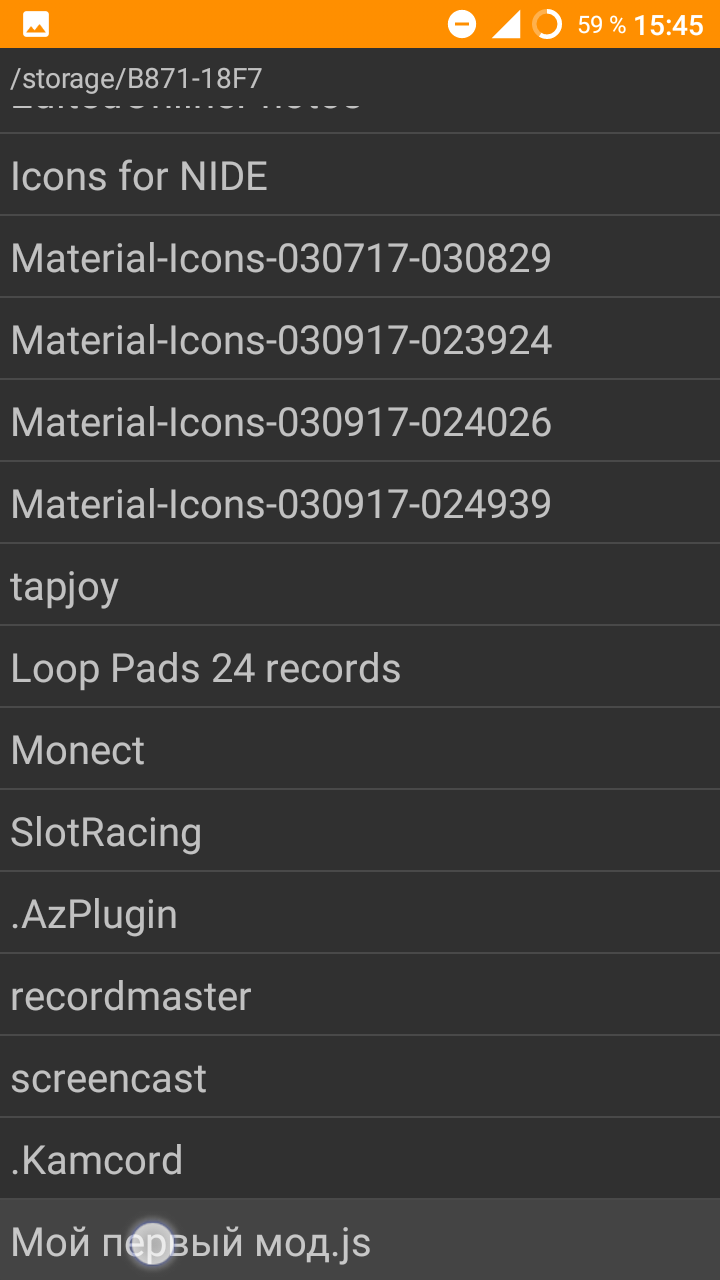 59 % 15:45
/storage/B871-18F7
Icons for NIDE
Material-Icons-030717-030829
Material-Icons-030917-023924
Material-Icons-030917-024026
Material-Icons-030917-024939
tapjoy
Loop Pads 24 records
Monect
SlotRacing
.AzPlugin
recordmaster
screencast
.Kamcord
Мой первый мод.js